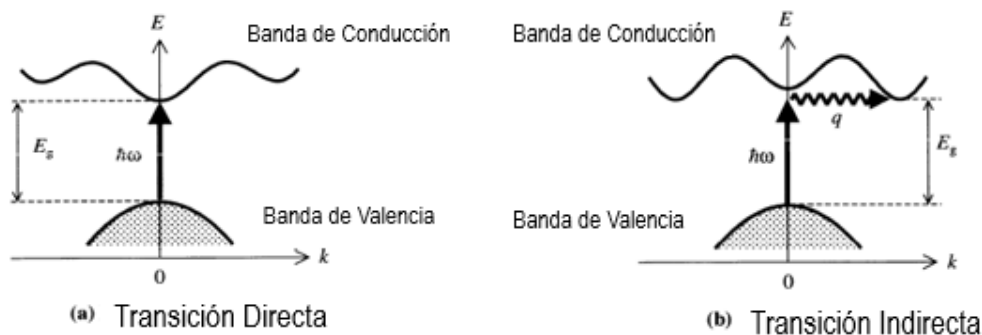 E
Banda de Conducción
E_g
ħω
Banda de Valencia
k
0
(a) Transición Directa
Banda de Conducción
E
q
ħω
E_g
Banda de Valencia
k
0
(b) Transición Indirecta